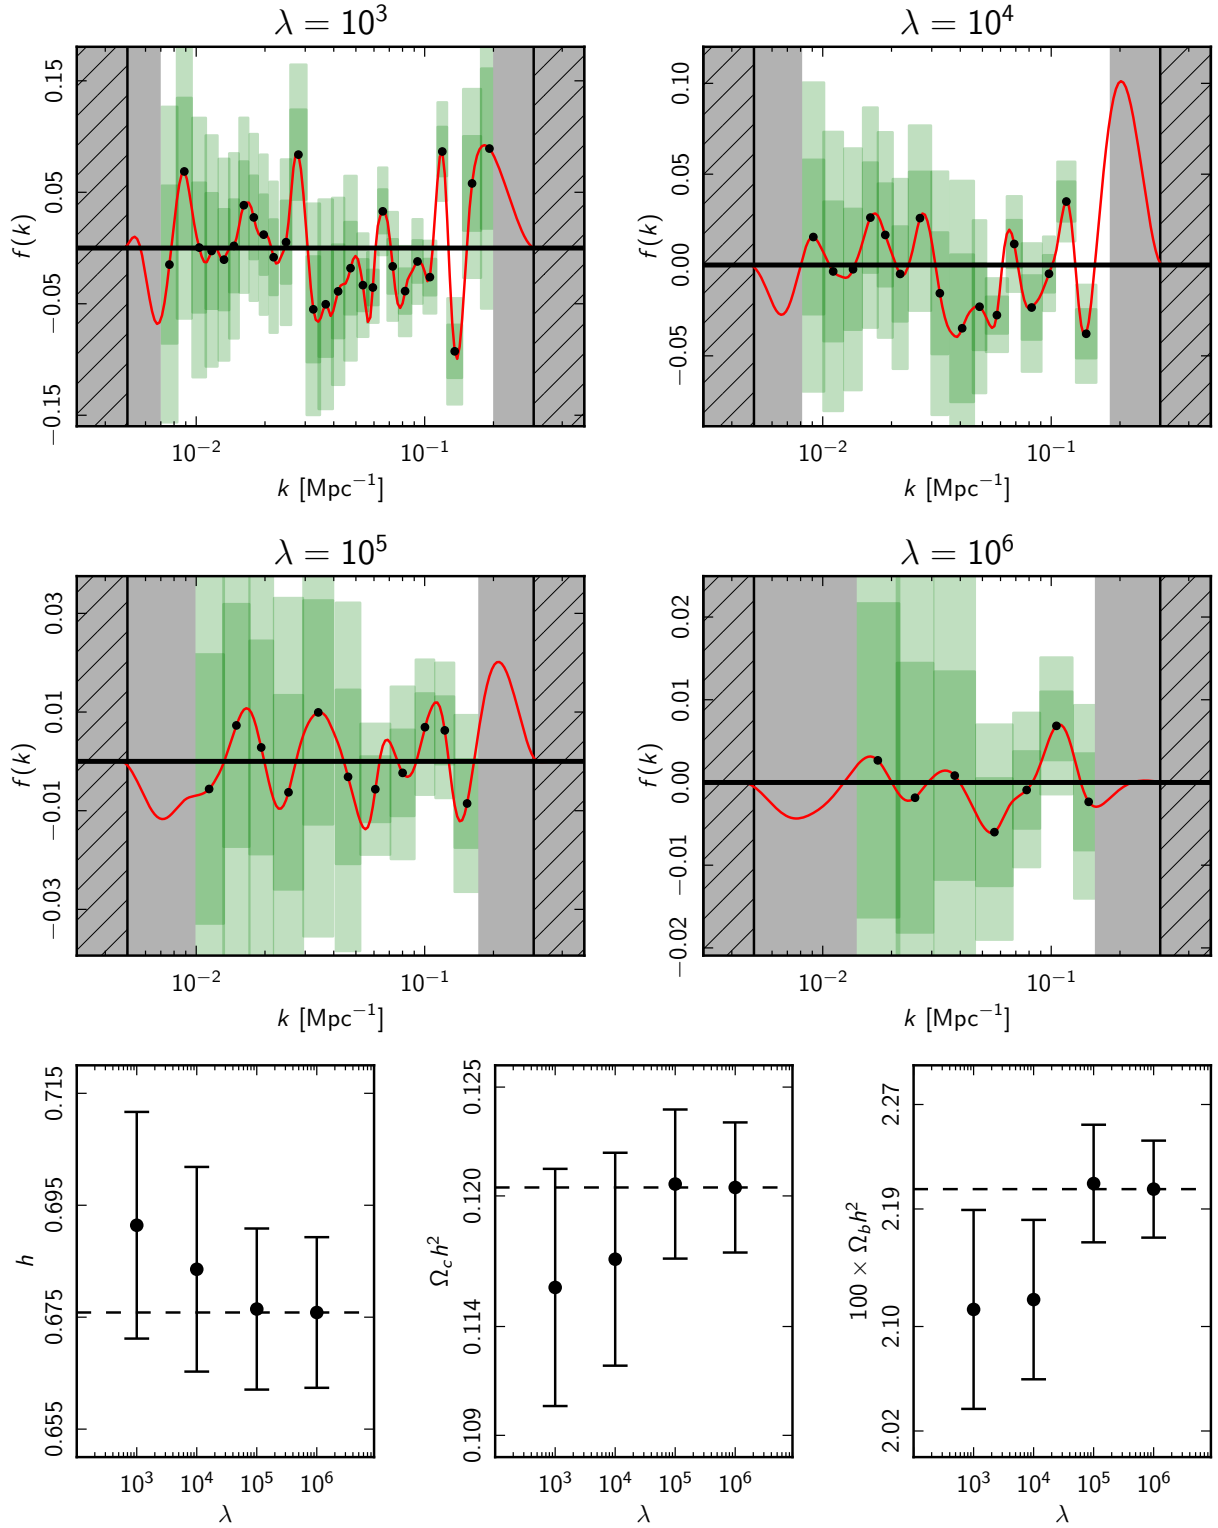 λ = 10³
λ = 10⁴
0.15
0.05
−0.05
−0.15
f(k)
10⁻²
10⁻¹
k [Mpc⁻¹]
0.10
0.05
0.00
−0.05
f(k)
10⁻²
10⁻¹
k [Mpc⁻¹]
λ = 10⁵
λ = 10⁶
0.03
0.01
−0.01
−0.03
f(k)
10⁻²
10⁻¹
k [Mpc⁻¹]
0.02
0.01
0.00
−0.01
−0.02
f(k)
10⁻²
10⁻¹
k [Mpc⁻¹]
0.715
0.695
0.675
0.655
h
10³ 10⁴ 10⁵ 10⁶
λ
0.125
0.120
0.114
0.109
Ω_c h²
10³ 10⁴ 10⁵ 10⁶
λ
2.27
2.19
2.10
2.02
100 × Ω_b h²
10³ 10⁴ 10⁵ 10⁶
λ